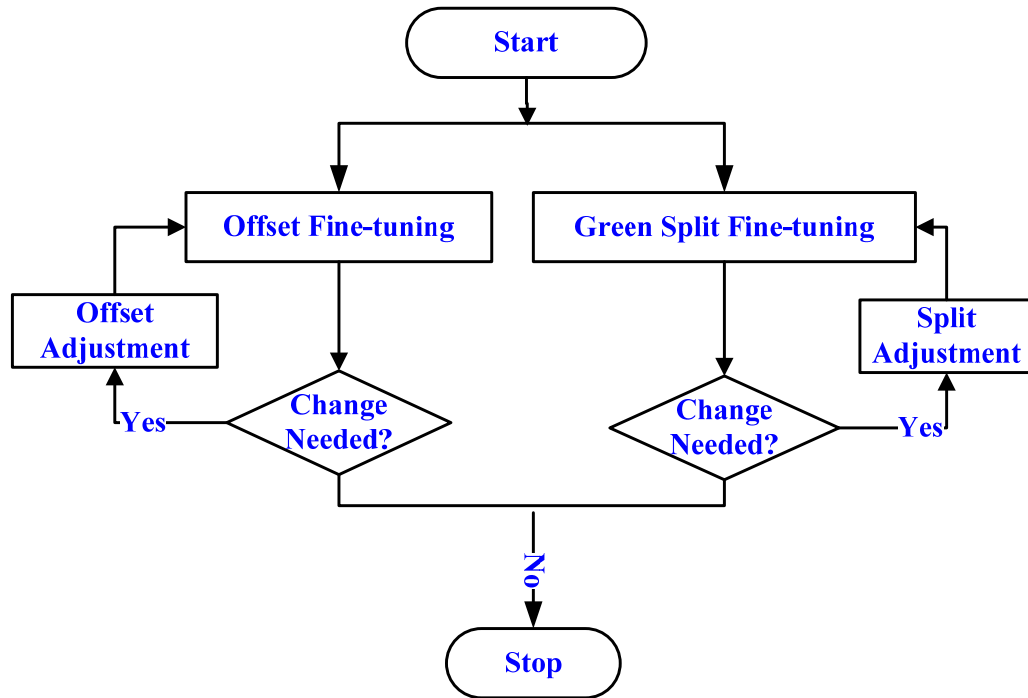 Start
Offset Fine-tuning
Green Split Fine-tuning
Offset
Adjustment
Split
Adjustment
Change
Needed?
Yes
Change
Needed?
Yes
No
Stop